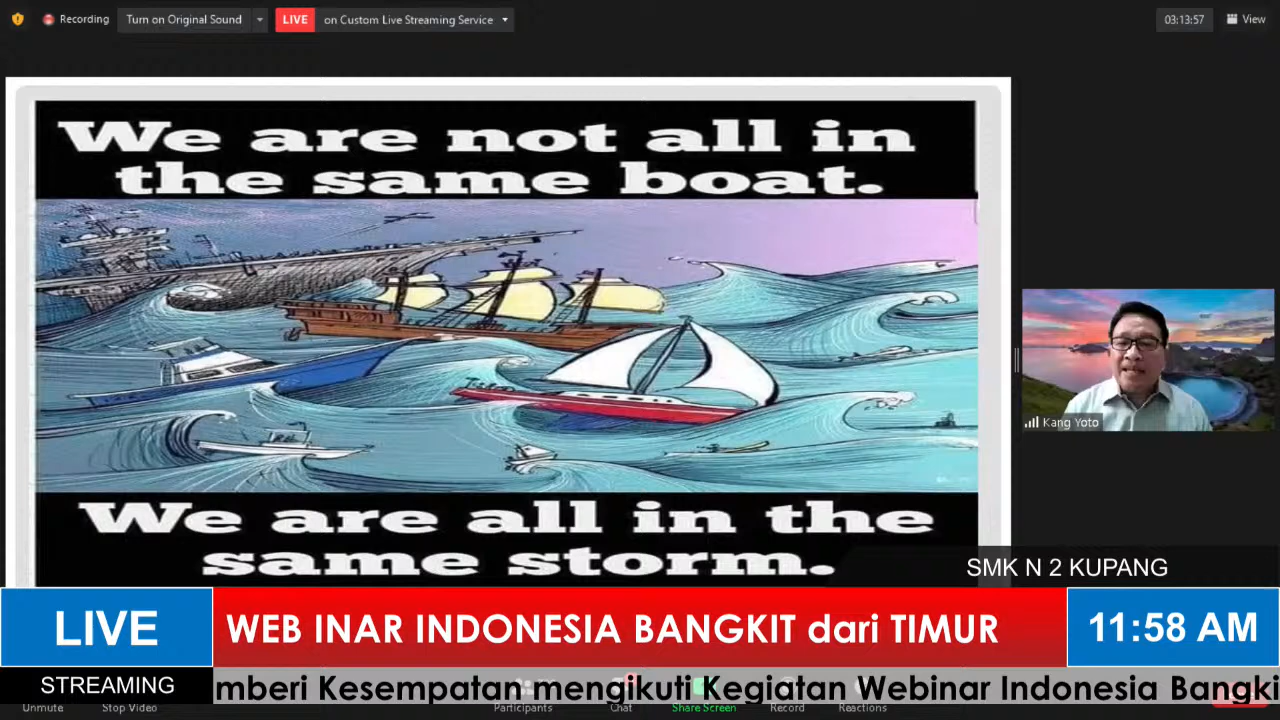 Recording
Turn on Original Sound
LIVE
on Custom Live Streaming Service
03:13:57
View
We are not all in
the same boat.
We are all in the
same storm.
Kang Yoto
SMK N 2 KUPANG
LIVE
WEB INAR INDONESIA BANGKIT dari TIMUR
11:58 AM
STREAMING
mberi Kesempatan mengikuti Kegiatan Webinar Indonesia Bangki
Unmute
Stop Video
Participants
Chat
Share Screen
Record
Reactions